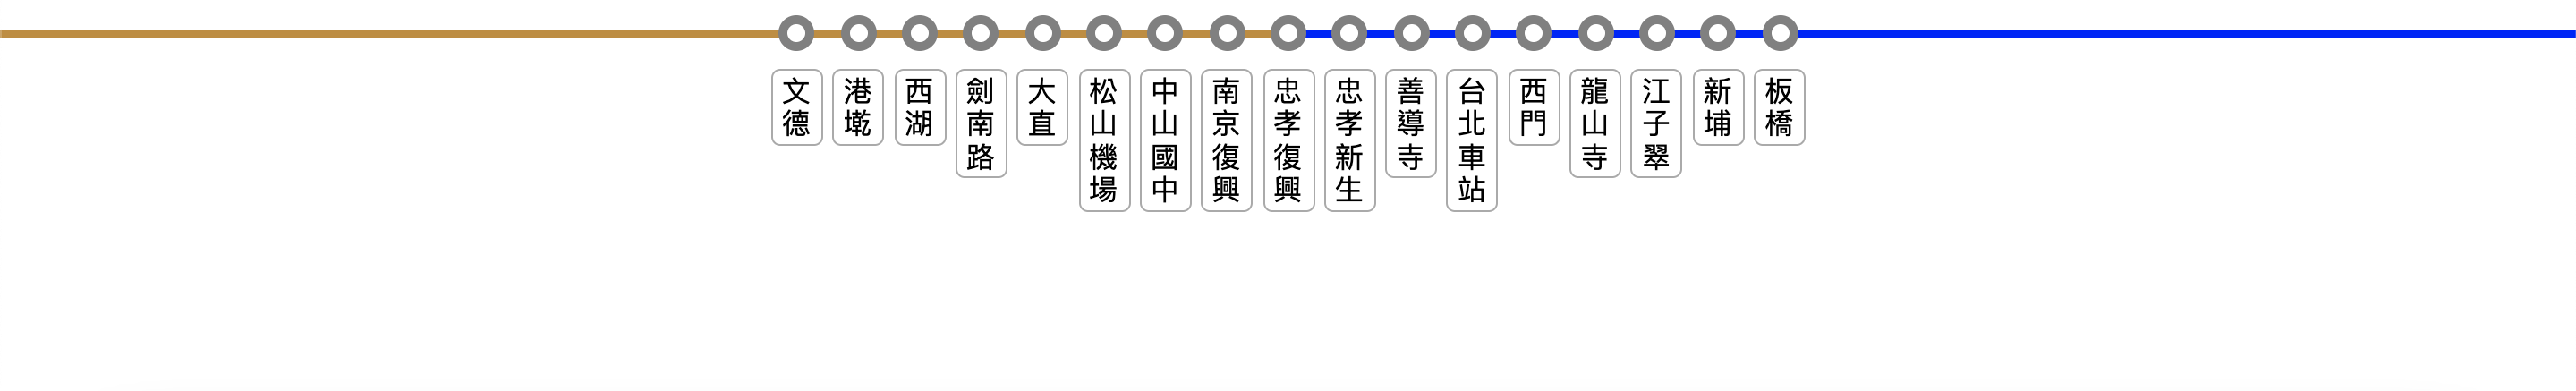 文德
港墘
西湖
劍南路
大直
松山機場
中山國中
南京復興
忠孝復興
忠孝新生
善導寺
台北車站
西門
龍山寺
江子翠
新埔
板橋